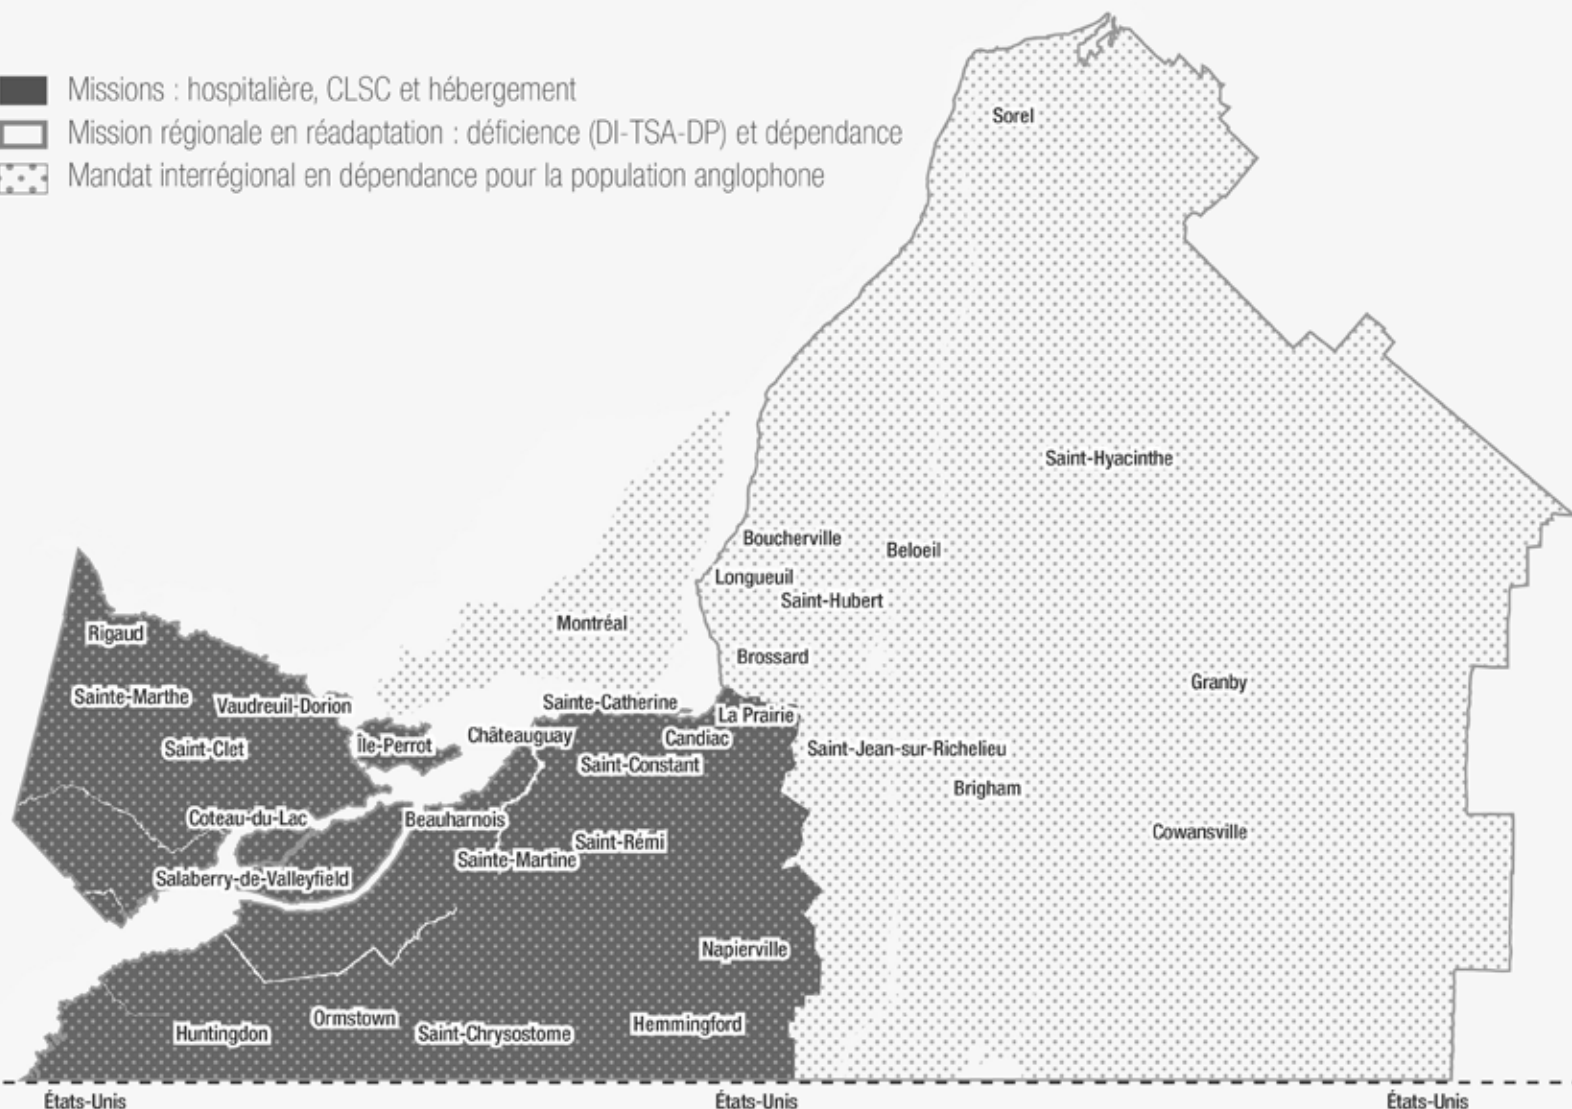 Missions : hospitalière, CLSC et hébergement
Mission régionale en réadaptation : déficience (DI-TSA-DP) et dépendance
Mandat interrégional en dépendance pour la population anglophone
Sorel
Saint-Hyacinthe
Boucherville
Beloeil
Longueuil
Saint-Hubert
Montréal
Rigaud
Brossard
Granby
Sainte-Marthe
Vaudreuil-Dorion
Sainte-Catherine
La Prairie
Châteauguay
Candiac
Île-Perrot
Saint-Clet
Saint-Jean-sur-Richelieu
Saint-Constant
Brigham
Coteau-du-Lac
Beauharnois
Cowansville
Saint-Rémi
Sainte-Martine
Salaberry-de-Valleyfield
Napierville
Ormstown
Hemmingford
Huntingdon
Saint-Chrysostome
États-Unis
États-Unis
États-Unis